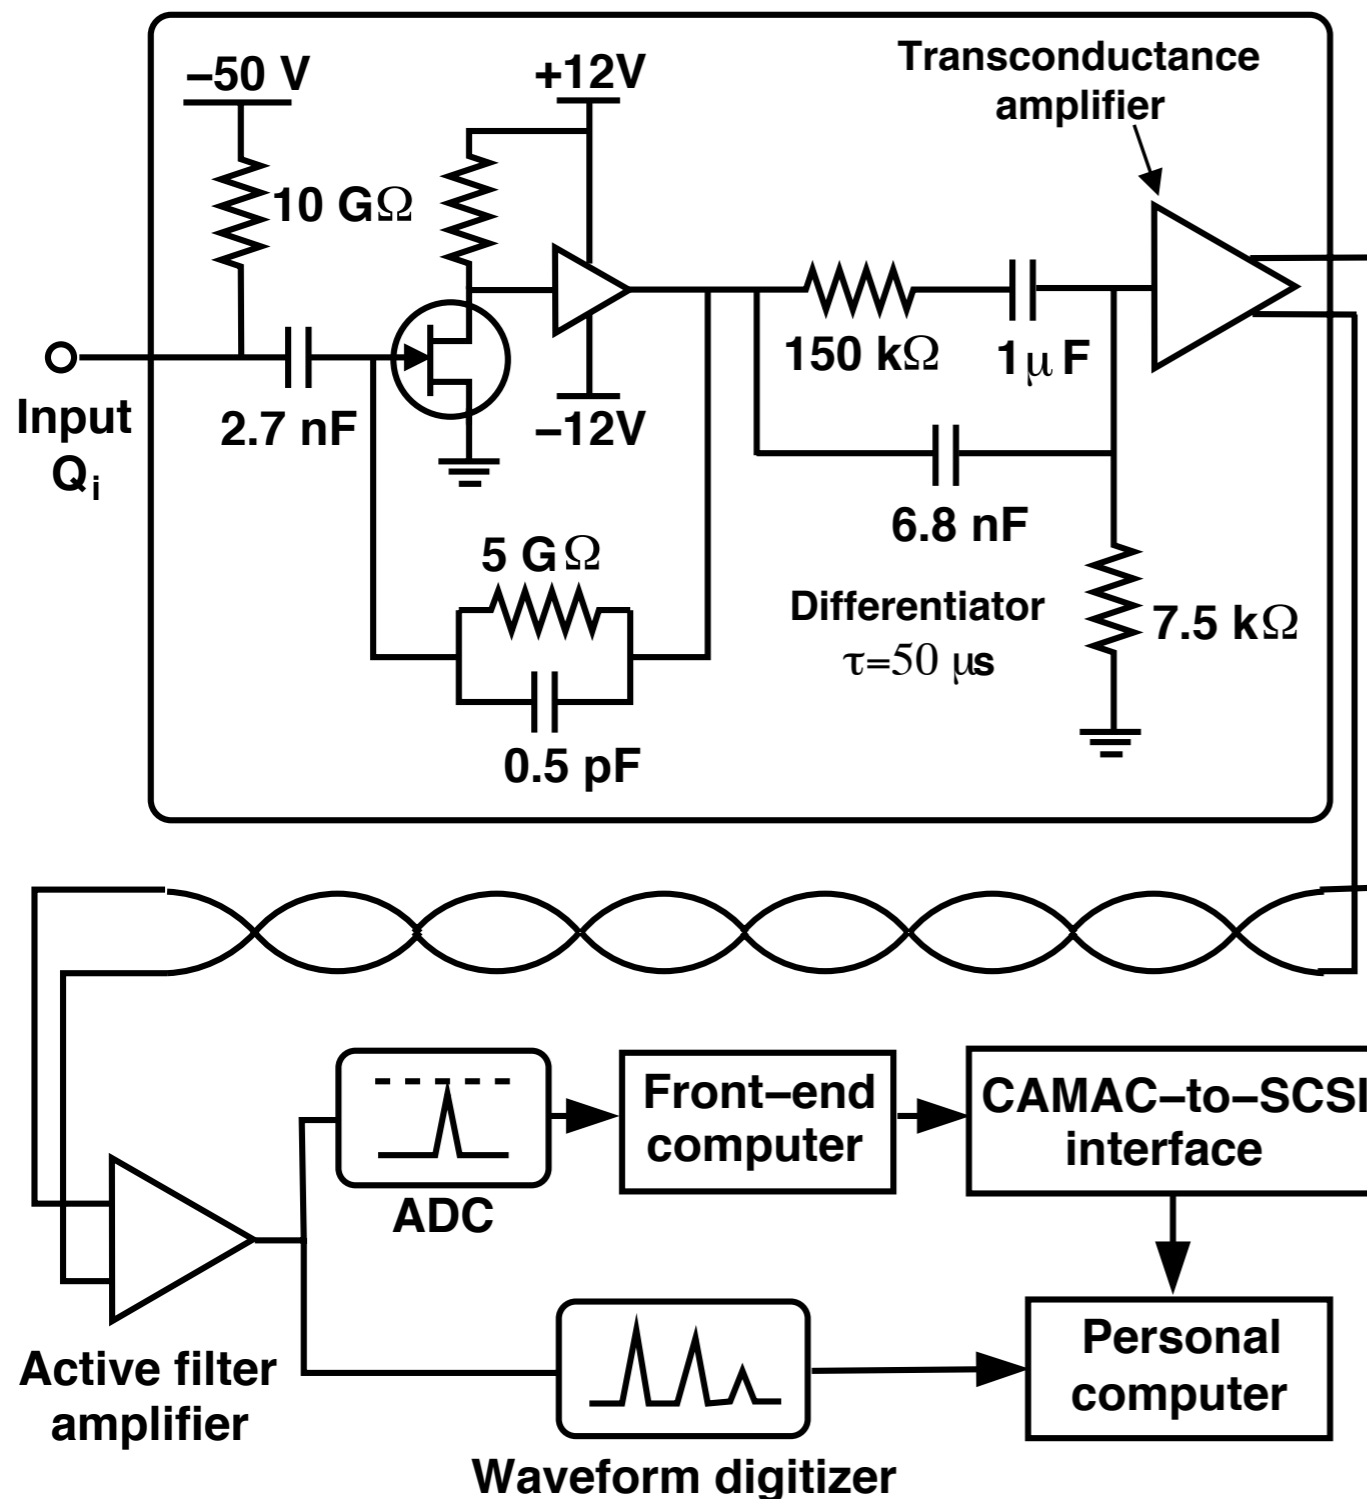 –50 V
+12V
Transconductance
amplifier
10 GΩ
150 kΩ
1μ F
Input
Qi
2.7 nF
–12V
6.8 nF
5 GΩ
Differentiator
τ=50 μs
7.5 kΩ
0.5 pF
Front–end
computer
CAMAC–to–SCSI
interface
ADC
Active filter
amplifier
Personal
computer
Waveform digitizer